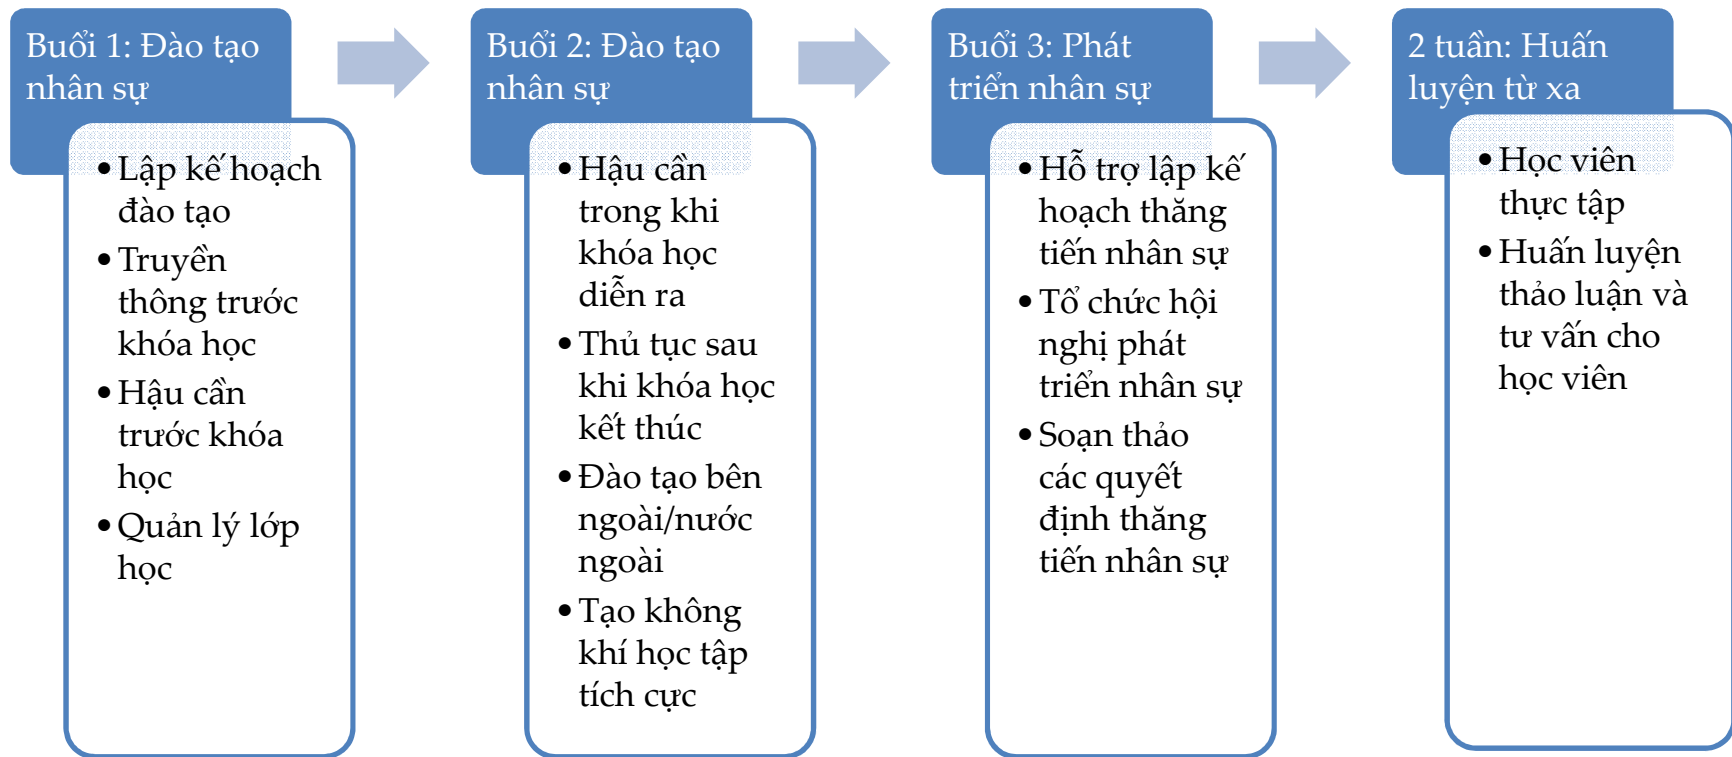 Buổi 1: Đào tạo
nhân sự
•Lập kế hoạch
đào tạo
•Truyền
thông trước
khóa học
•Hậu cần
trước khóa
học
•Quản lý lớp
học
Buổi 2: Đào tạo
nhân sự
•Hậu cần
trong khi
khóa học
diễn ra
•Thủ tục sau
khi khóa học
kết thúc
•Đào tạo bên
ngoài/nước
ngoài
•Tạo không
khí học tập
tích cực
Buổi 3: Phát
triển nhân sự
•Hỗ trợ lập kế
hoạch thăng
tiến nhân sự
•Tổ chức hội
nghị phát
triển nhân sự
•Soạn thảo
các quyết
định thăng
tiến nhân sự
2 tuần: Huấn
luyện từ xa
•Học viên
thực tập
•Huấn luyện
thảo luận và
tư vấn cho
học viên